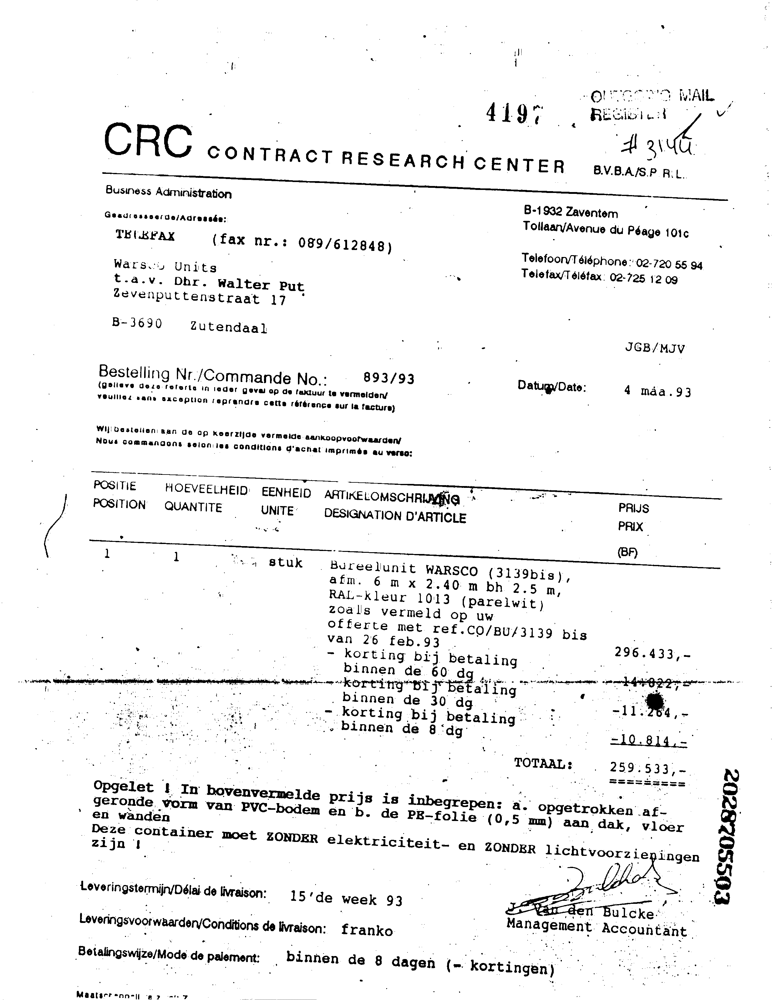 4197
OUTGOING MAIL
REGISTER
# 3144
CRC CONTRACT RESEARCH CENTER
B.V.B.A./S.P.R.L.
Business Administration
Geadresseerde/Adressée:
B-1932 Zaventem
Tollaan/Avenue du Péage 101c
TELEFAX (fax nr.: 089/612848)
Telefoon/Téléphone: 02-720 55 94
Telefax/Téléfax: 02-725 12 09
Warsco Units
t.a.v. Dhr. Walter Put
Zevenputtenstraat 17
B-3690 Zutendaal
JGB/MJV
Bestelling Nr./Commande No.: 893/93
Datum/Date: 4 maa.93
(gelieve deze referte in ieder geval op de faktuur te vermelden/
veuillez sans exception reprendre cette référence sur la facture)
Wij bestellen aan de op keerzijde vermelde aankoopvoorwaarden/
Nous commandons selon les conditions d'achat imprimés au verso:
POSITIE HOEVEELHEID EENHEID ARTIKELOMSCHRIJVING PRIJS
POSITION QUANTITE UNITE DESIGNATION D'ARTICLE PRIX
(BF)
1 1 stuk Bureelunit WARSCO (3139bis),
afm. 6 m x 2.40 m bh 2.5 m,
RAL-kleur 1013 (parelwit)
zoals vermeld op uw
offerte met ref.CO/BU/3139 bis
van 26 feb.93 296.433,-
- korting bij betaling
binnen de 60 dg -14.822,-
- korting bij betaling
binnen de 30 dg -11.264,-
- korting bij betaling
binnen de 8 dg -10.814,-
TOTAAL: 259.533,-
=========
Opgelet ! In bovenvermelde prijs is inbegrepen: a. opgetrokken af-
geronde vorm van PVC-bodem en b. de PE-folie (0,5 mm) aan dak, vloer
en wanden
Deze container moet ZONDER elektriciteit- en ZONDER lichtvoorzieningen
zijn !
2028705503
Leveringstermijn/Délai de livraison: 15'de week 93
J. Van den Bulcke
Management Accountant
Leveringsvoorwaarden/Conditions de livraison: franko
Betalingswijze/Mode de paiement: binnen de 8 dagen (- kortingen)